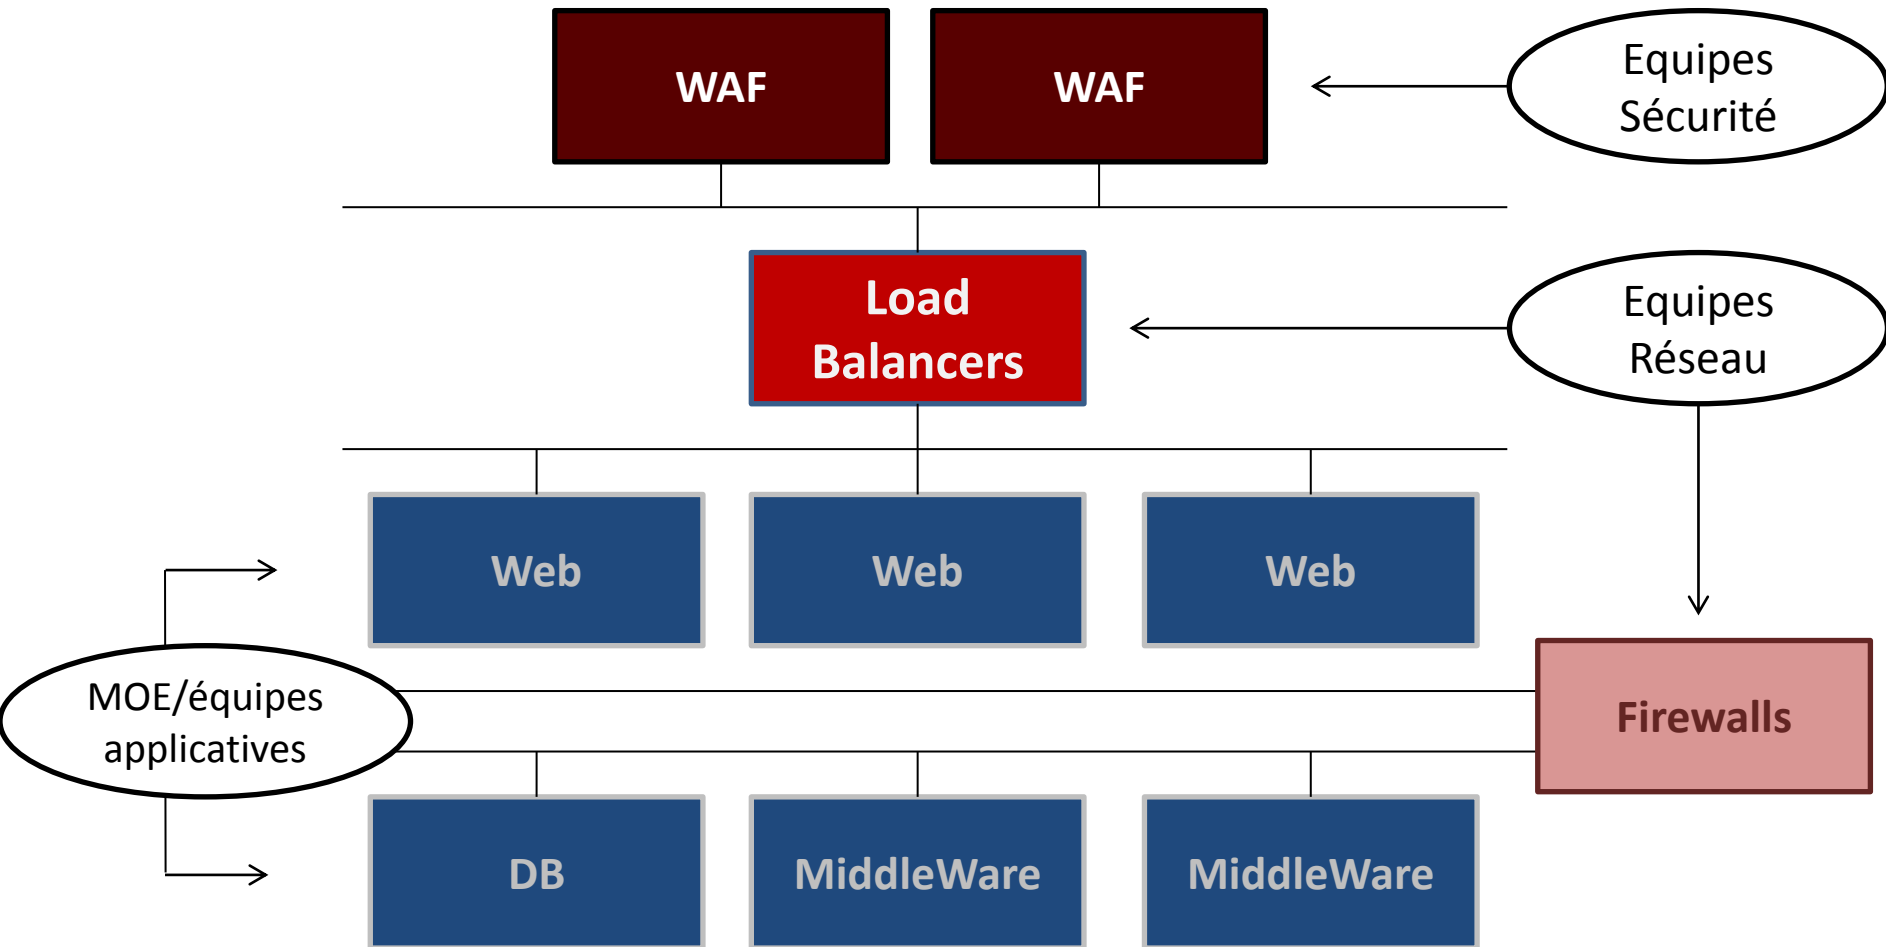 WAF
WAF
Equipes
Sécurité
Load
Balancers
Equipes
Réseau
Web
Web
Web
MOE/équipes
applicatives
Firewalls
DB
MiddleWare
MiddleWare